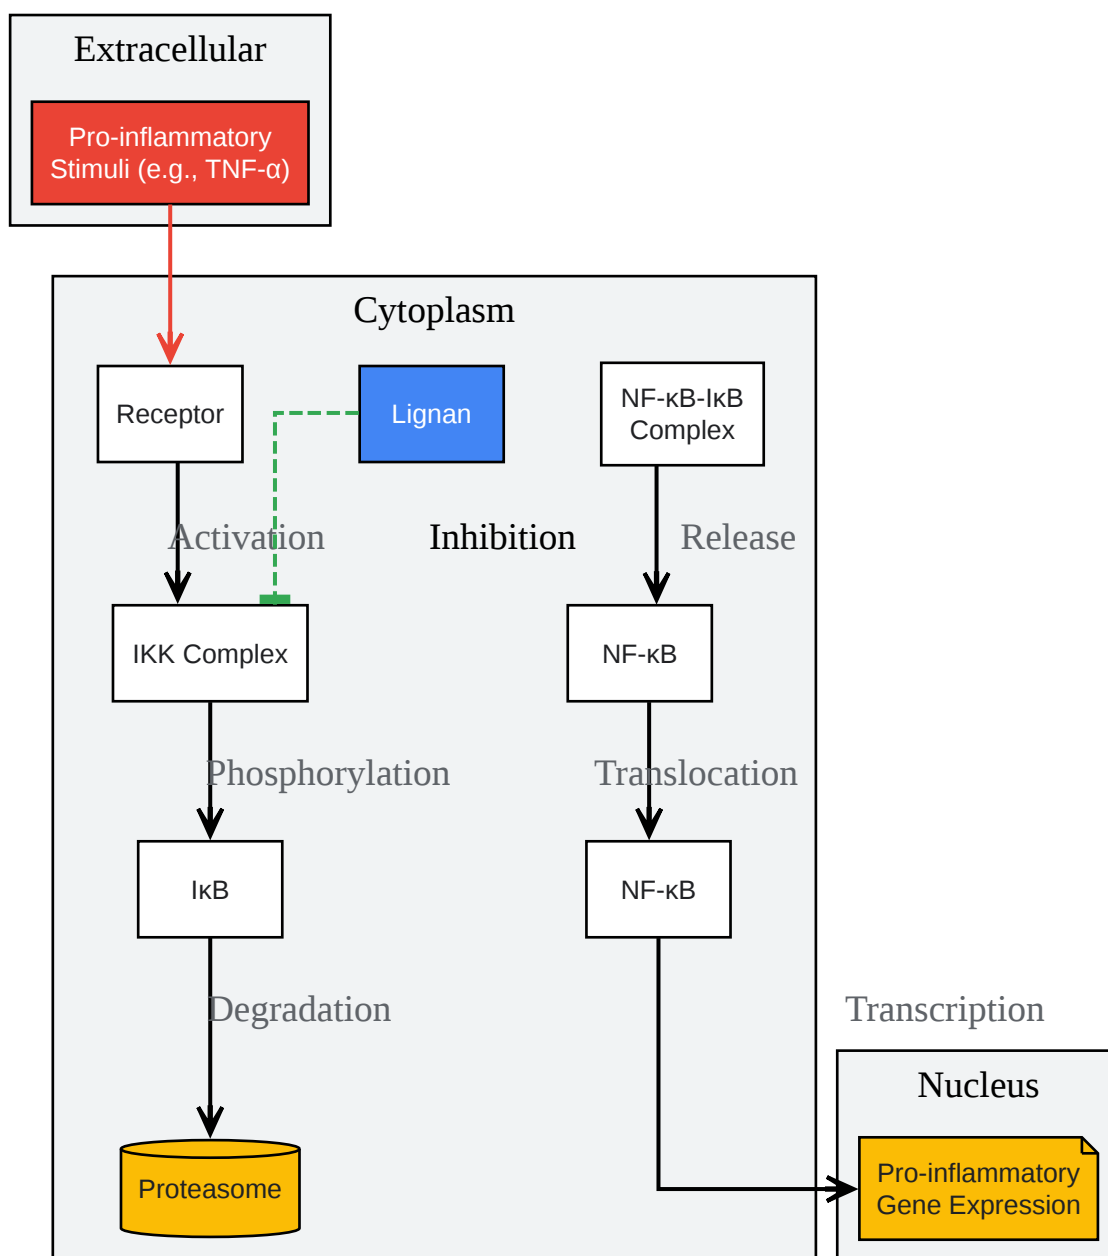 Extracellular
Pro-inflammatory
Stimuli (e.g., TNF-α)
Cytoplasm
Receptor
Lignan
NF-κB-IκB
Complex
Activation
Inhibition
Release
IKK Complex
NF-κB
Phosphorylation
Translocation
IκB
NF-κB
Degradation
Transcription
Nucleus
Proteasome
Pro-inflammatory
Gene Expression